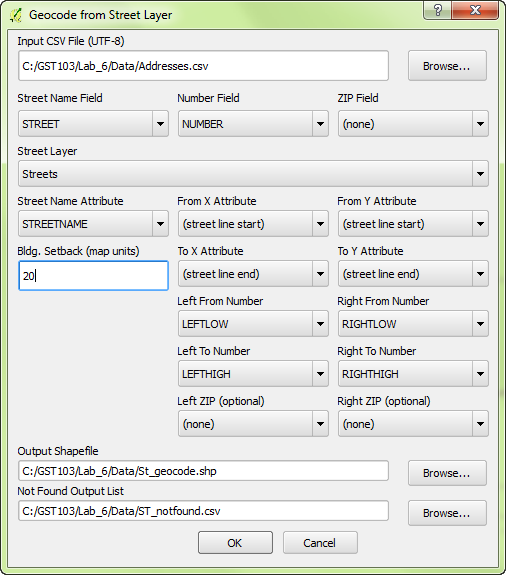 Geocode from Street Layer
Input CSV File (UTF-8)
C:/GST103/Lab_6/Data/Addresses.csv
Browse...
Street Name Field Number Field ZIP Field
STREET NUMBER (none)
Street Layer
Streets
Street Name Attribute From X Attribute From Y Attribute
STREETNAME (street line start) (street line start)
Bldg. Setback (map units) To X Attribute To Y Attribute
20 (street line end) (street line end)
Left From Number Right From Number
LEFTLOW RIGHTLOW
Left To Number Right To Number
LEFTHIGH RIGHTHIGH
Left ZIP (optional) Right ZIP (optional)
(none) (none)
Output Shapefile
C:/GST103/Lab_6/Data/St_geocode.shp Browse...
Not Found Output List
C:/GST103/Lab_6/Data/ST_notfound.csv Browse...
OK Cancel